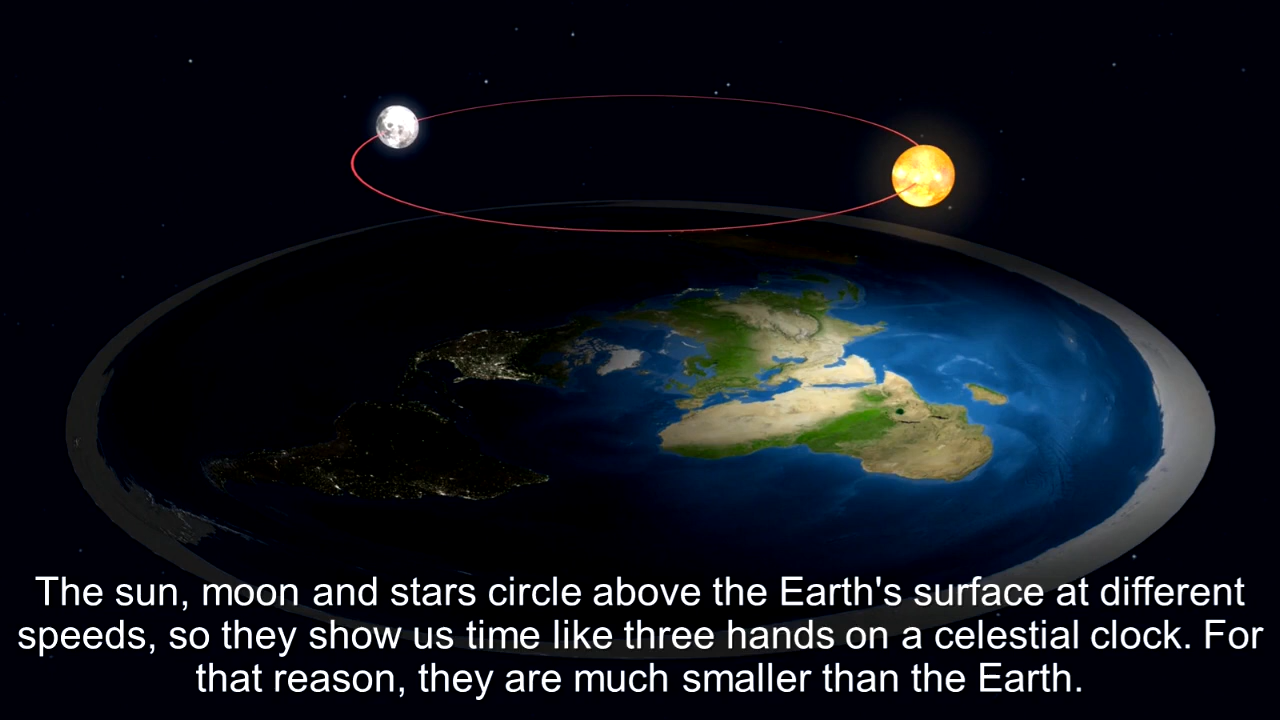 The sun, moon and stars circle above the Earth's surface at different
speeds, so they show us time like three hands on a celestial clock. For
that reason, they are much smaller than the Earth.